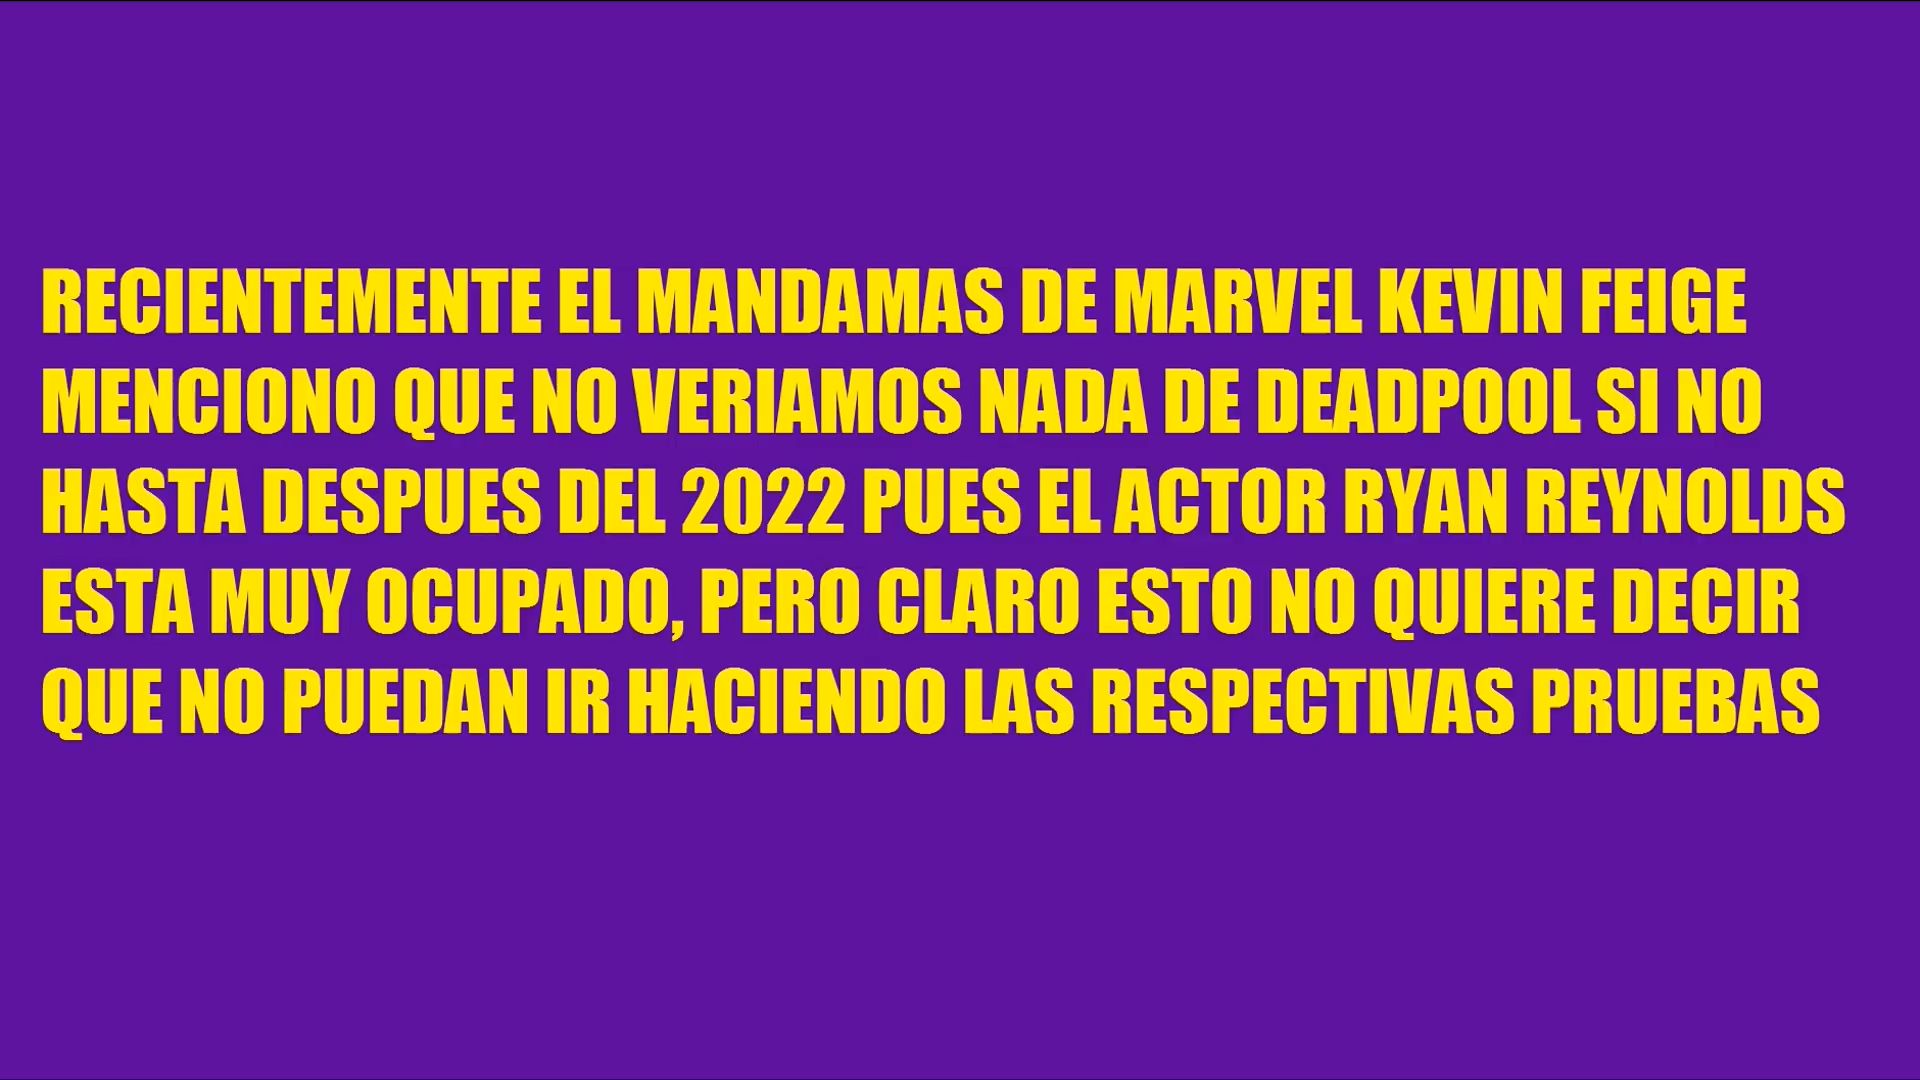 RECIENTEMENTE EL MANDAMAS DE MARVEL KEVIN FEIGE
MENCIONO QUE NO VERIAMOS NADA DE DEADPOOL SI NO
HASTA DESPUES DEL 2022 PUES EL ACTOR RYAN REYNOLDS
ESTA MUY OCUPADO, PERO CLARO ESTO NO QUIERE DECIR
QUE NO PUEDAN IR HACIENDO LAS RESPECTIVAS PRUEBAS